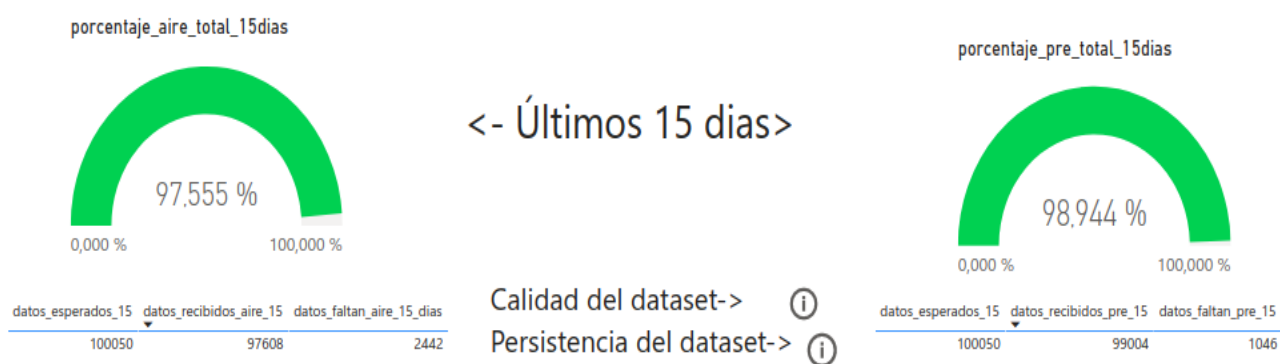 porcentaje_aire_total_15dias
97,555 %
0,000 %
100,000 %
datos_esperados_15 datos_recibidos_aire_15 datos_faltan_aire_15_dias
100050 97608 2442
<- Últimos 15 dias>
Calidad del dataset->
Persistencia del dataset->
porcentaje_pre_total_15dias
98,944 %
0,000 %
100,000 %
datos_esperados_15 datos_recibidos_pre_15 datos_faltan_pre_15
100050 99004 1046